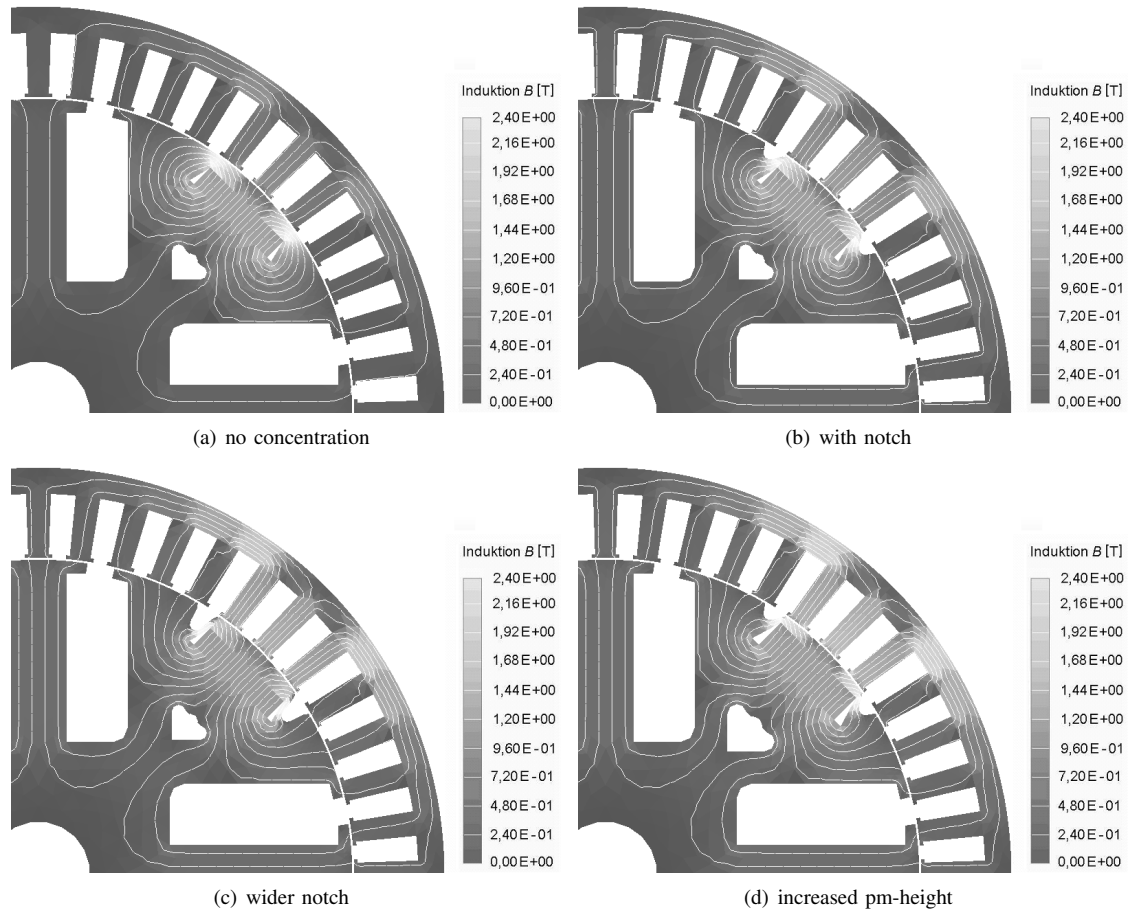 Induktion B [T]
2,40E+00
2,16E+00
1,92E+00
1,68E+00
1,44E+00
1,20E+00
9,60E-01
7,20E-01
4,80E-01
2,40E-01
0,00E+00
(a) no concentration
Induktion B [T]
2,40E+00
2,16E+00
1,92E+00
1,68E+00
1,44E+00
1,20E+00
9,60E-01
7,20E-01
4,80E-01
2,40E-01
0,00E+00
(b) with notch
Induktion B [T]
2,40E+00
2,16E+00
1,92E+00
1,68E+00
1,44E+00
1,20E+00
9,60E-01
7,20E-01
4,80E-01
2,40E-01
0,00E+00
(c) wider notch
Induktion B [T]
2,40E+00
2,16E+00
1,92E+00
1,68E+00
1,44E+00
1,20E+00
9,60E-01
7,20E-01
4,80E-01
2,40E-01
0,00E+00
(d) increased pm-height